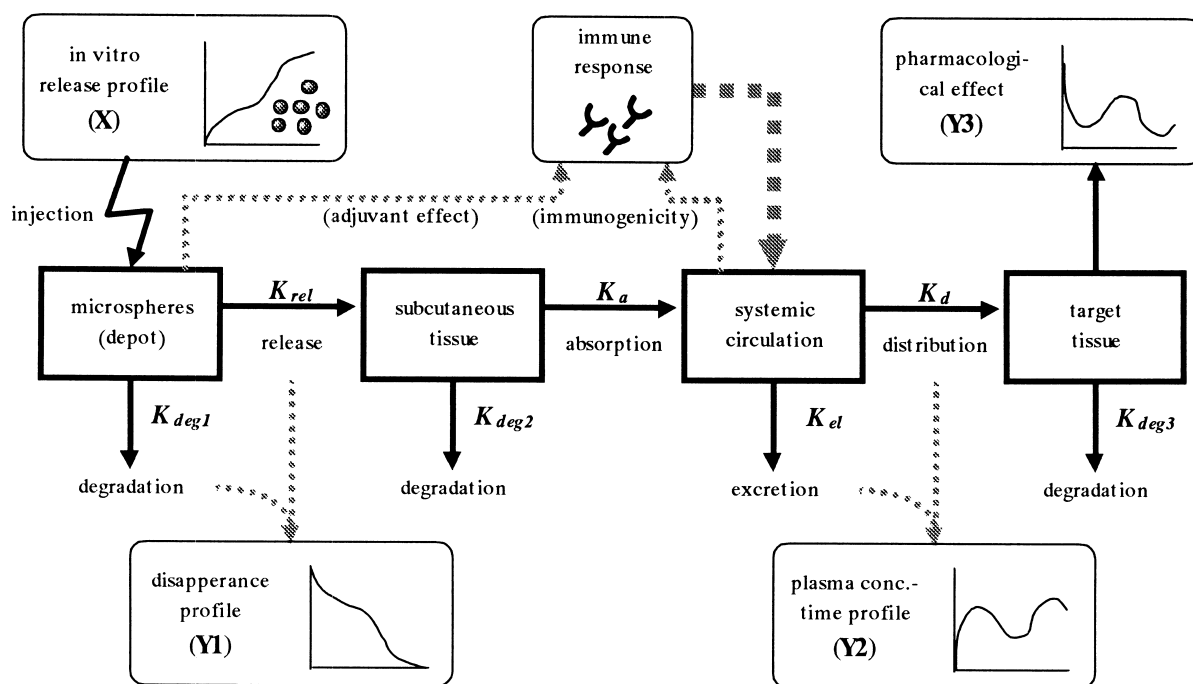 in vitro
release profile
(X)
immune
response
pharmacologi-
cal effect
(Y3)
injection
(adjuvant effect)
(immunogenicity)
microspheres
(depot)
K rel
release
subcutaneous
tissue
K a
absorption
systemic
circulation
K d
distribution
target
tissue
K deg1
degradation
K deg2
degradation
K el
excretion
K deg3
degradation
disapperance
profile
(Y1)
plasma conc.-
time profile
(Y2)